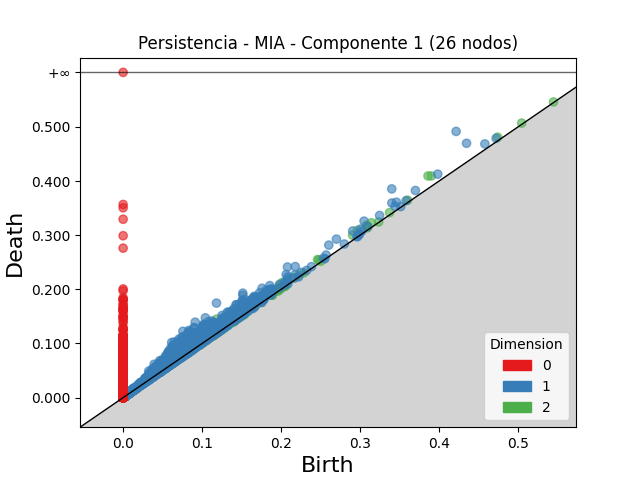 Persistencia - MIA - Componente 1 (26 nodos)
Death
+∞
0.500
0.400
0.300
0.200
0.100
0.000
0.0 0.1 0.2 0.3 0.4 0.5
Birth
Dimension
0
1
2